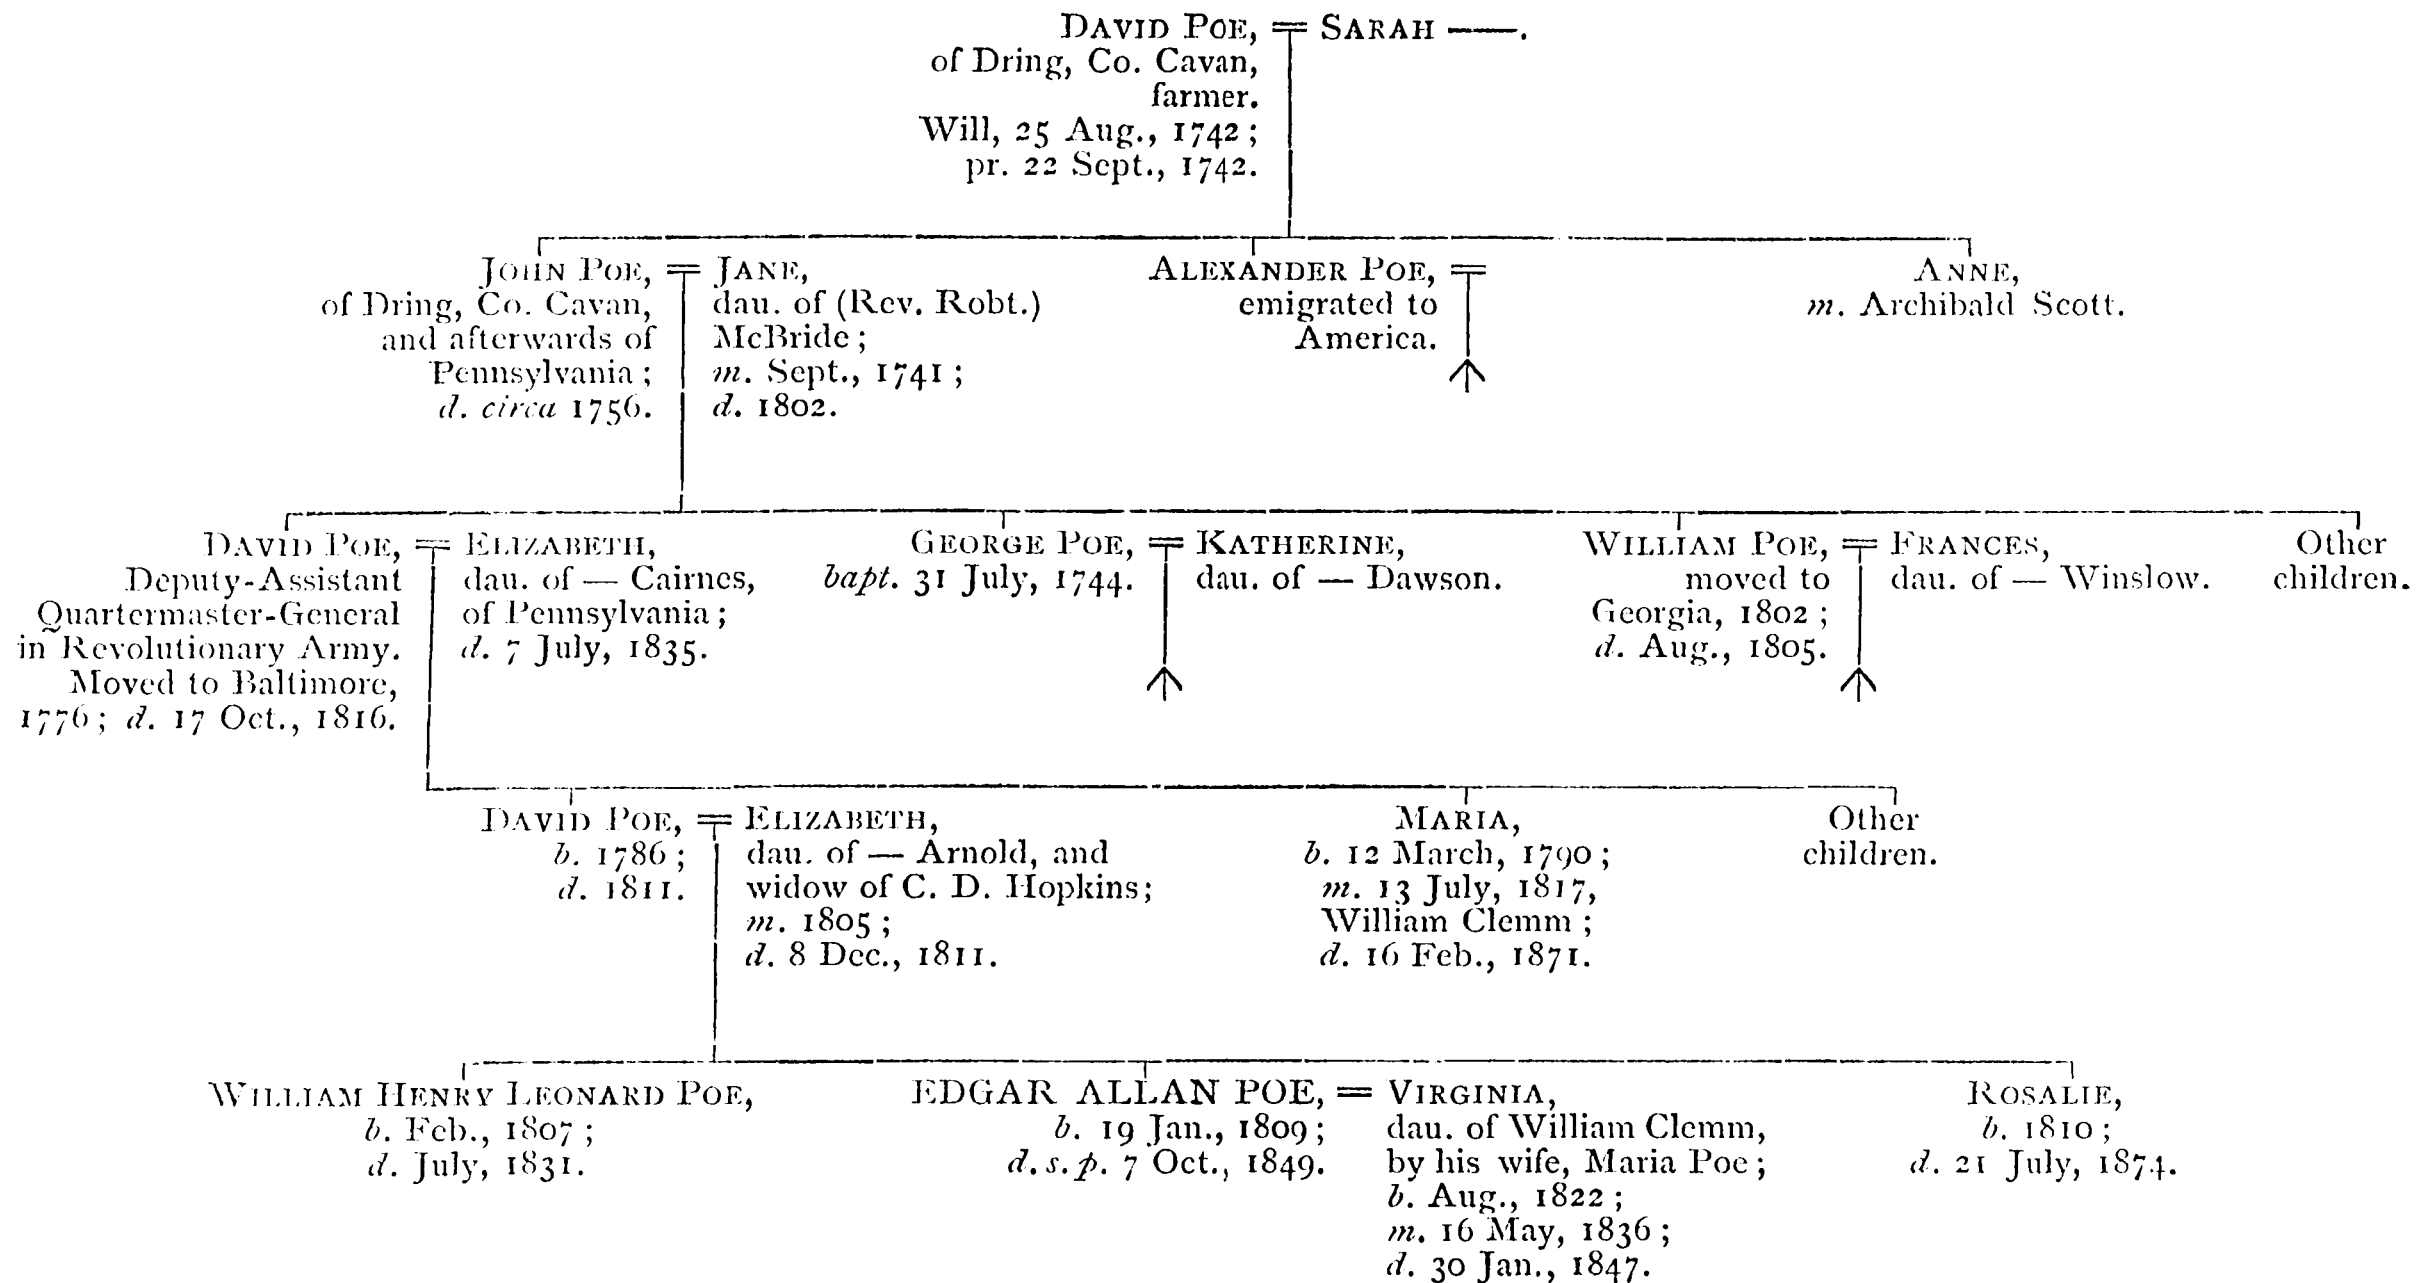 DAVID POE, = SARAH ——.
of Dring, Co. Cavan,
farmer.
Will, 25 Aug., 1742;
pr. 22 Sept., 1742.
JOHN POE, =
of Dring, Co. Cavan,
and afterwards of
Pennsylvania;
d. circa 1756.
JANE,
dau. of (Rev. Robt.)
McBride;
m. Sept., 1741;
d. 1802.
ALEXANDER POE, =
emigrated to
America.
ANNE,
m. Archibald Scott.
DAVID POE, =
Deputy-Assistant
Quartermaster-General
in Revolutionary Army.
Moved to Baltimore,
1776; d. 17 Oct., 1816.
ELIZABETH,
dau. of — Cairnes,
of Pennsylvania;
d. 7 July, 1835.
GEORGE POE, =
bapt. 31 July, 1744.
KATHERINE,
dau. of — Dawson.
WILLIAM POE, =
moved to
Georgia, 1802;
d. Aug., 1805.
FRANCES,
dau. of — Winslow.
Other
children.
DAVID POE, =
b. 1786;
d. 1811.
ELIZABETH,
dau. of — Arnold, and
widow of C. D. Hopkins;
m. 1805;
d. 8 Dec., 1811.
MARIA,
b. 12 March, 1790;
m. 13 July, 1817,
William Clemm;
d. 16 Feb., 1871.
Other
children.
WILLIAM HENRY LEONARD POE,
b. Feb., 1807;
d. July, 1831.
EDGAR ALLAN POE, =
b. 19 Jan., 1809;
d. s. p. 7 Oct., 1849.
VIRGINIA,
dau. of William Clemm,
by his wife, Maria Poe;
b. Aug., 1822;
m. 16 May, 1836;
d. 30 Jan., 1847.
ROSALIE,
b. 1810;
d. 21 July, 1874.